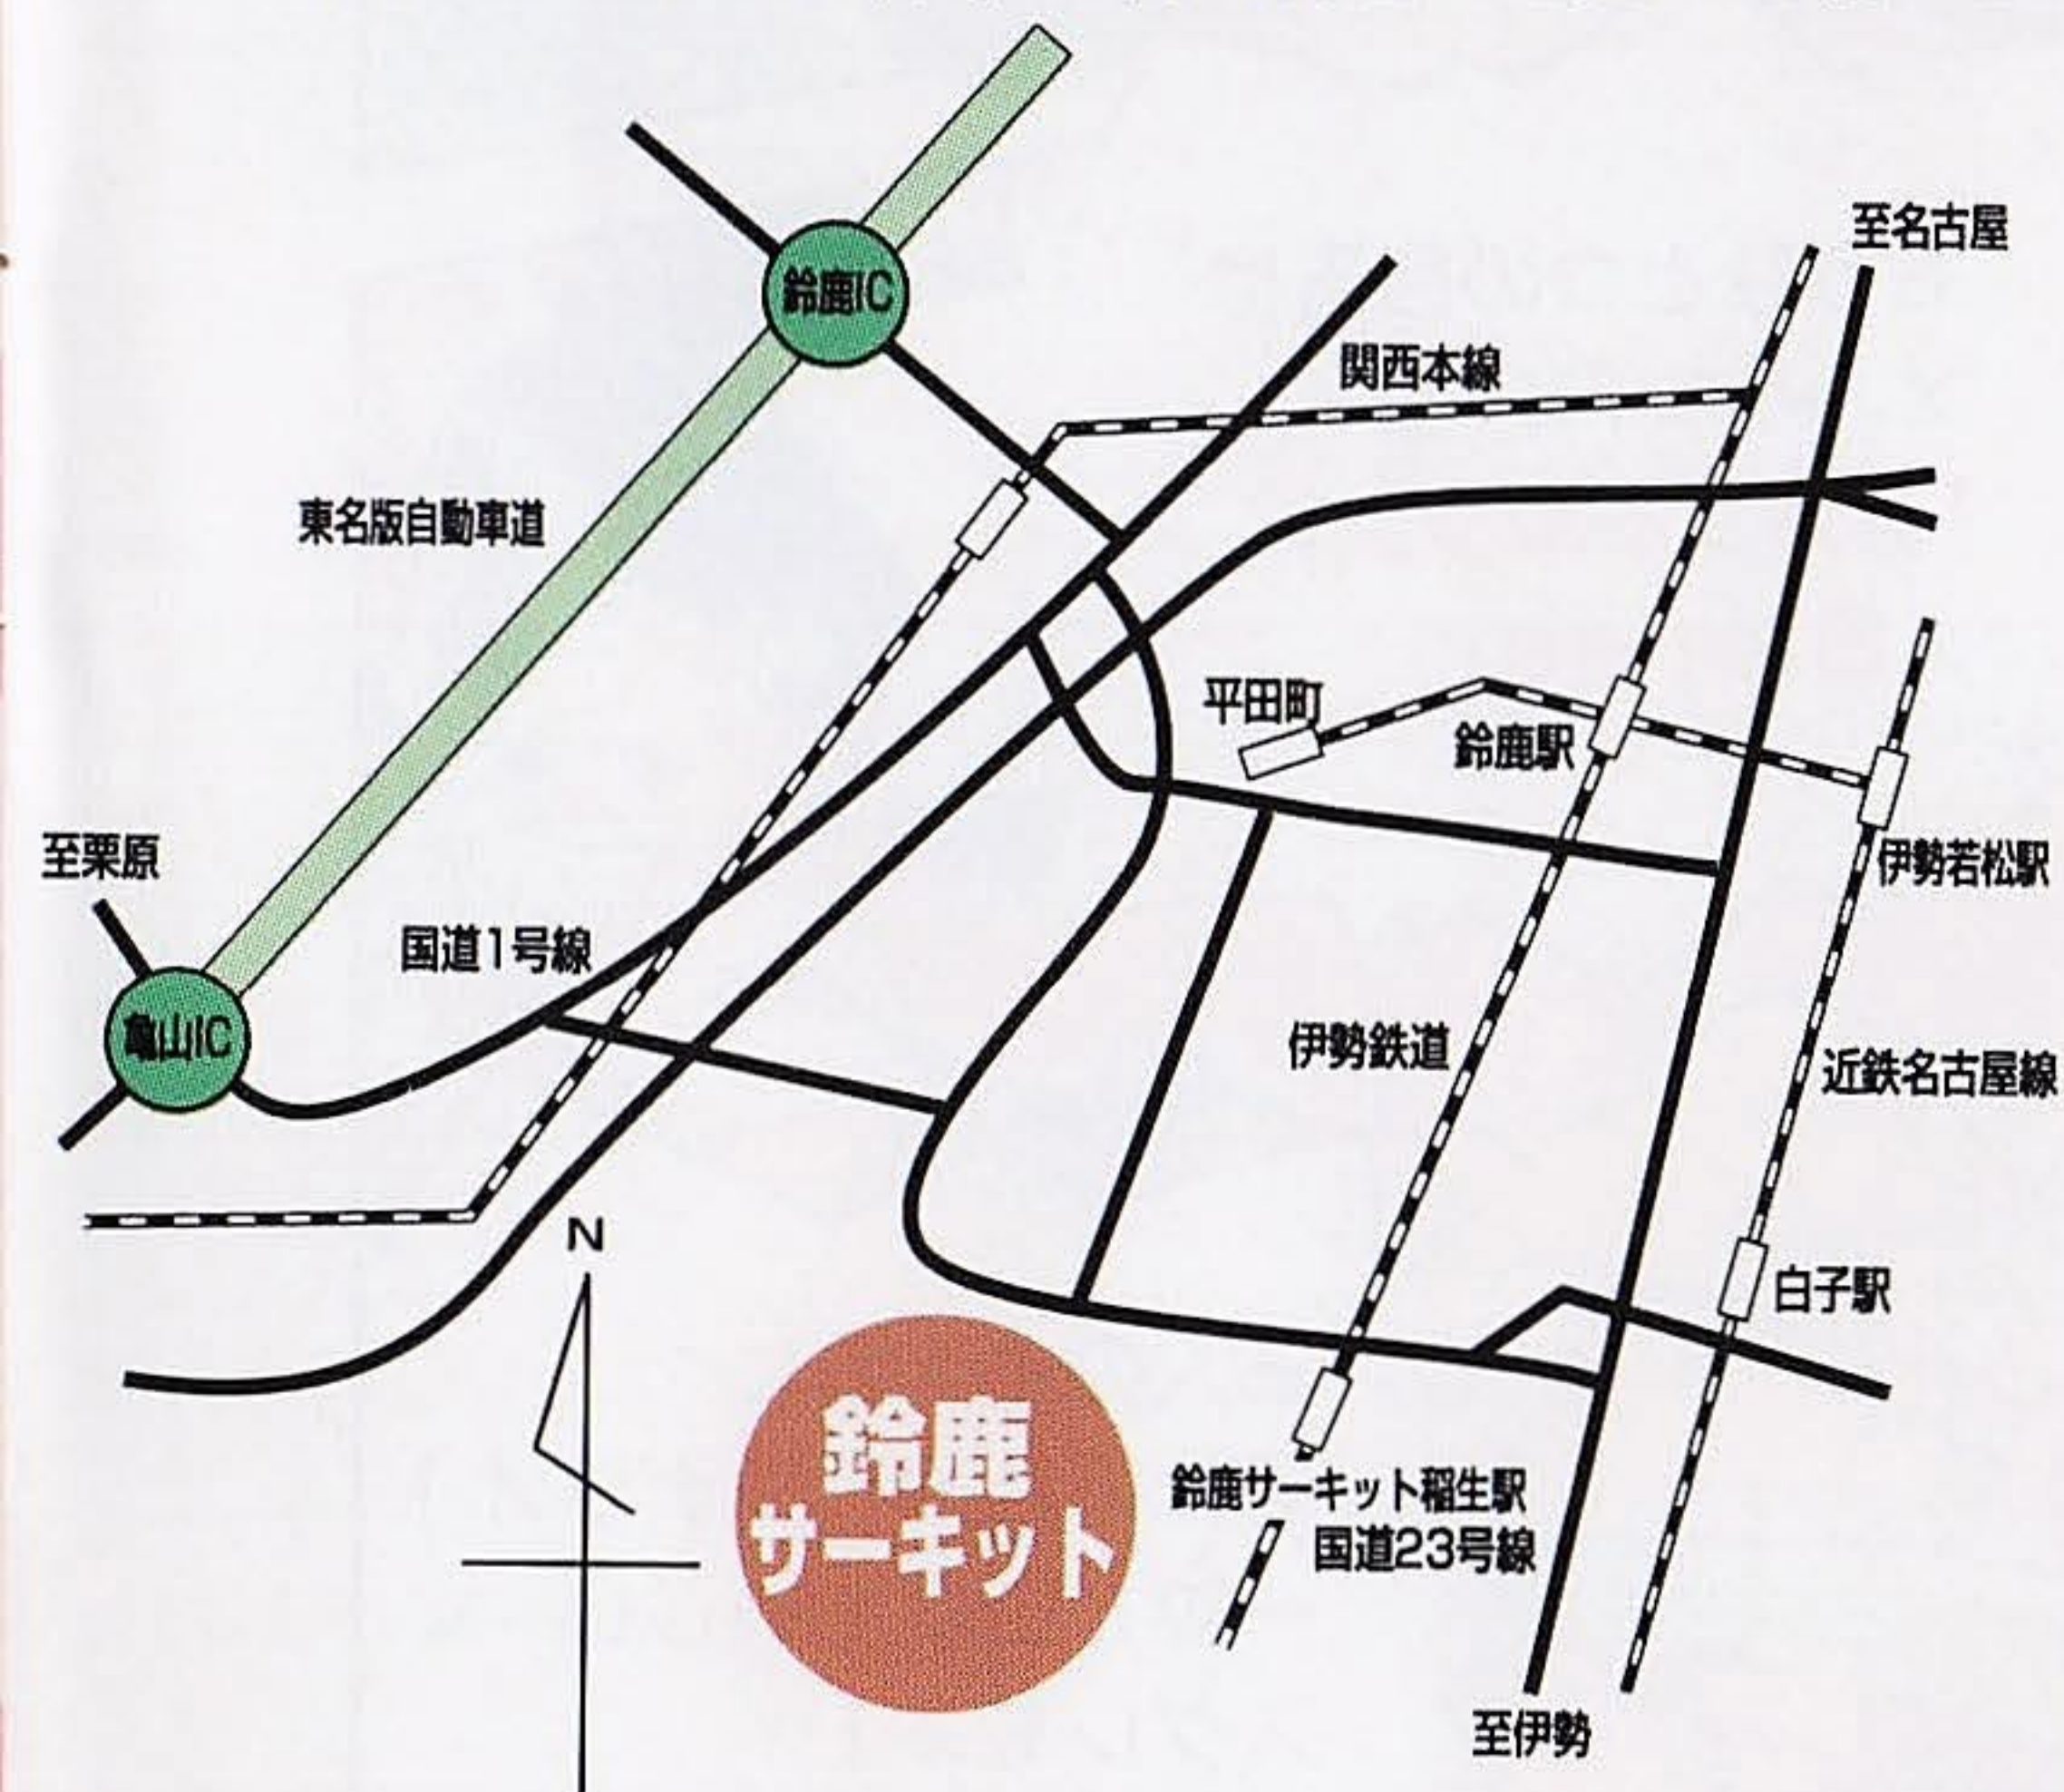 至名古屋
鈴鹿IC
関西本線
東名版自動車道
平田町
鈴鹿駅
至栗原
伊勢若松駅
国道1号線
亀山IC
伊勢鉄道
近鉄名古屋線
N
白子駅
鈴鹿
サーキット
鈴鹿サーキット稲生駅
国道23号線
至伊勢